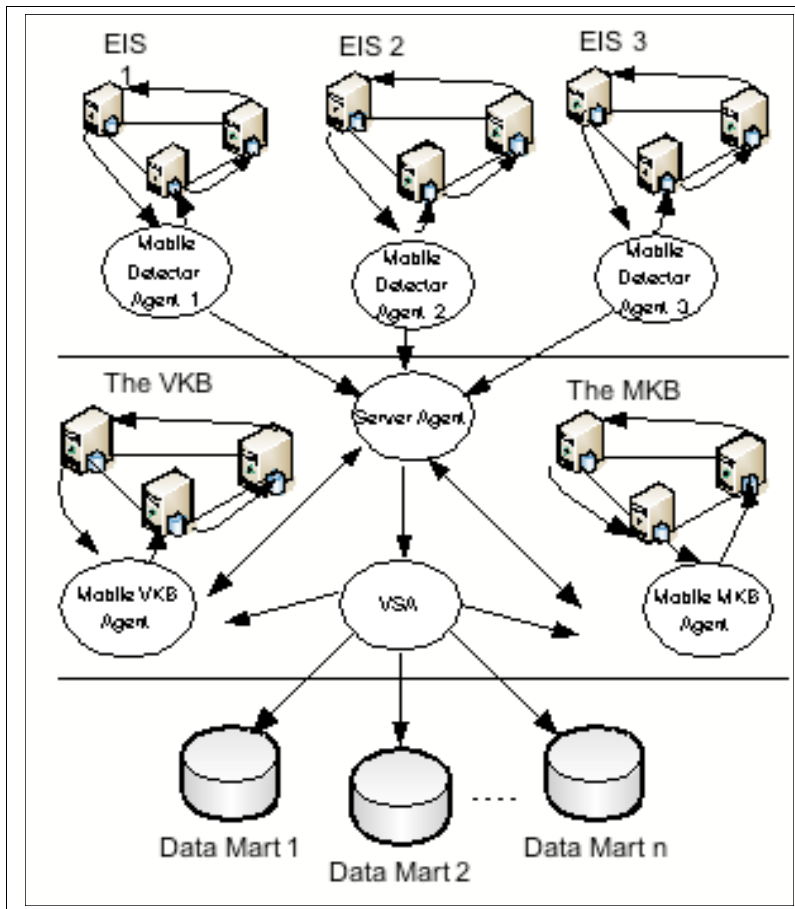 EIS
1
EIS 2
EIS 3
Mobile
Detector
Agent 1
Mobile
Detector
Agent 2
Mobile
Detector
Agent 3
The VKB
Server Agent
The MKB
Mobile VKB
Agent
VSA
Mobile MKB
Agent
....
Data Mart 1
Data Mart 2
Data Mart n